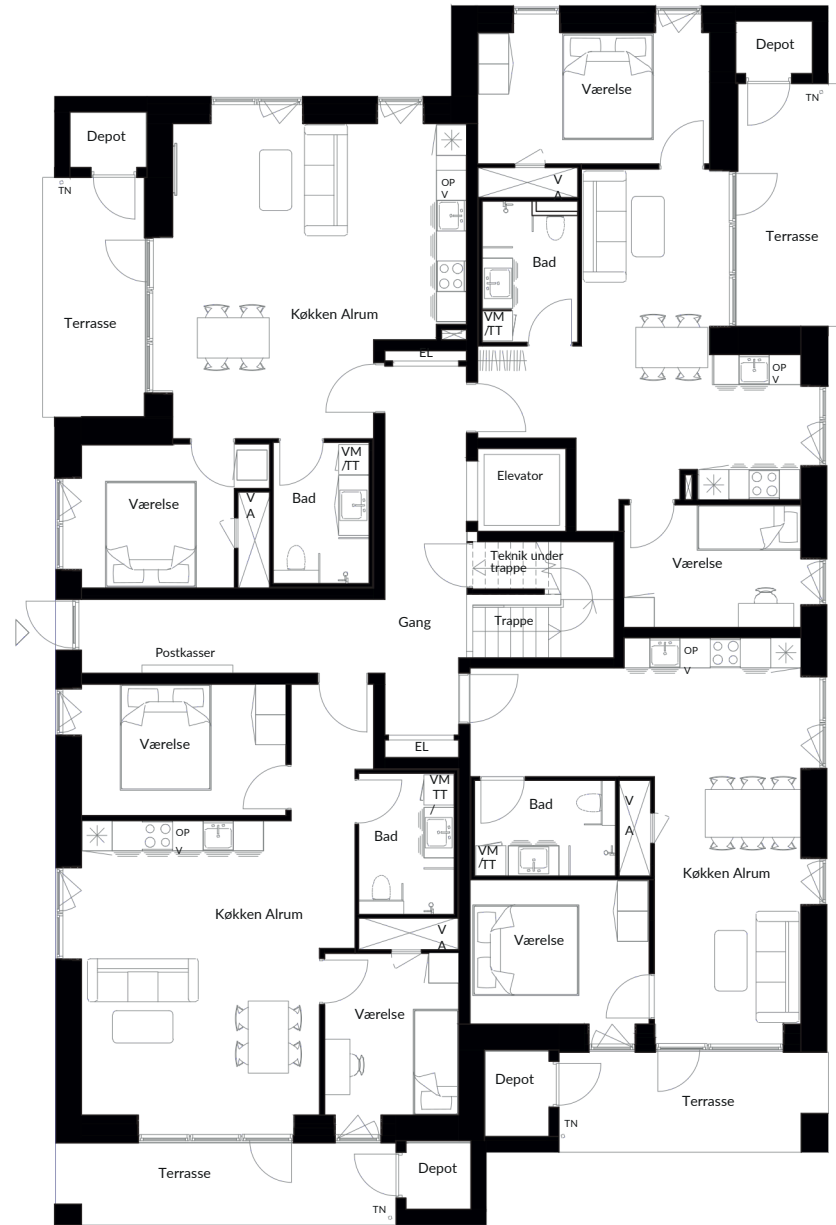 Depot
Værelse
TN
Depot
TN
V
A
OP
V
Terrasse
Bad
Terrasse
Køkken Alrum
VM
/TT
EL
OP
V
VM
/TT
Elevator
Værelse
V
A
Bad
Teknik under
trappe
Værelse
Gang
Trappe
Postkasser
OP
V
Værelse
EL
VM
TT
/
Bad
V
A
OP
V
Bad
VM
/TT
Køkken Alrum
Køkken Alrum
V
A
Værelse
Værelse
Depot
Terrasse
TN
Terrasse
Depot
TN